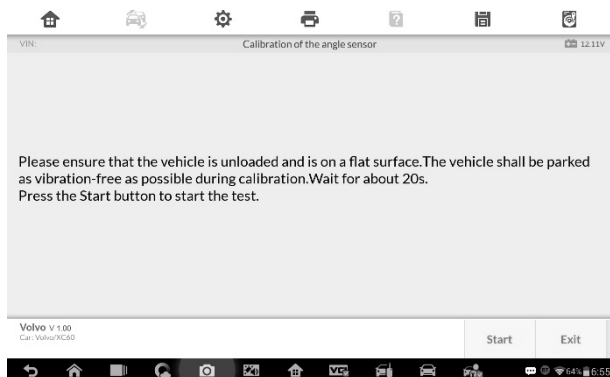 VIN:
Calibration of the angle sensor
12.11V
Please ensure that the vehicle is unloaded and is on a flat surface.The vehicle shall be parked
as vibration-free as possible during calibration.Wait for about 20s.
Press the Start button to start the test.
Volvo V 1.00
Car: Volvo/XC60
Start
Exit
64% 6:55